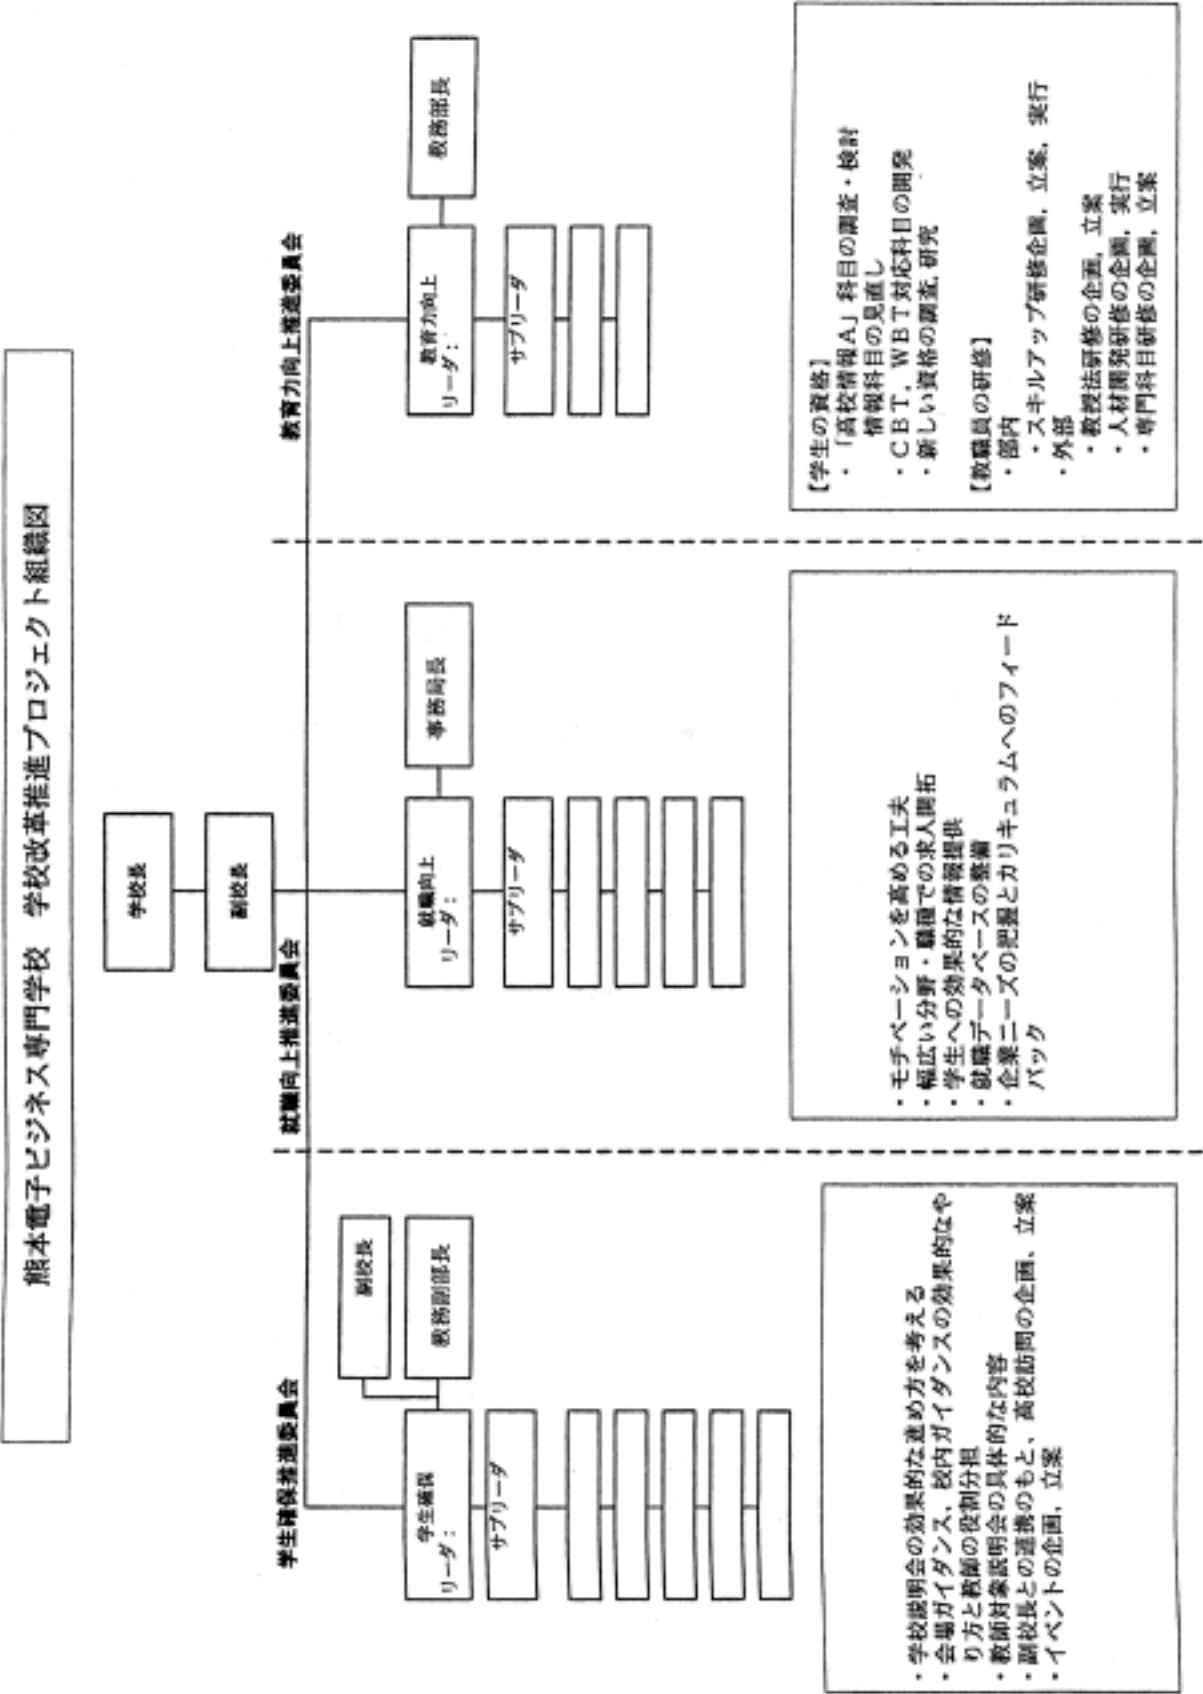 熊本電子ビジネス専門学校　学校改革推進プロジェクト組織図
学校長
副校長
学生確保推進委員会
副校長
教務副部長
学生確保
リーダ：
サブリーダ
・学校説明会の効果的な進め方を考える
・会場ガイダンス、校内ガイダンスの効果的なや
り方と教師の役割分担
・教師対象説明会の具体的な内容
・副校長との連携のもと、高校訪問の企画、立案
・イベントの企画、立案
就職向上推進委員会
事務局長
就職向上
リーダ：
サブリーダ
・モチベーションを高める工夫
・幅広い分野・職種での求人開拓
・学生への効果的な情報提供
・就職データベースの整備
・企業ニーズの把握とカリキュラムへのフィード
バック
教育力向上推進委員会
教務部長
教育力向上
リーダ：
サブリーダ
【学生の資格】
・「高校情報Ａ」科目の調査・検討
情報科目の見直し
・ＣＢＴ，ＷＢＴ対応科目の開発
・新しい資格の調査，研究
【教職員の研修】
・部内
・スキルアップ研修企画，立案，実行
・外部
・教授法研修の企画，立案
・人材開発研修の企画，実行
・専門科目研修の企画，立案